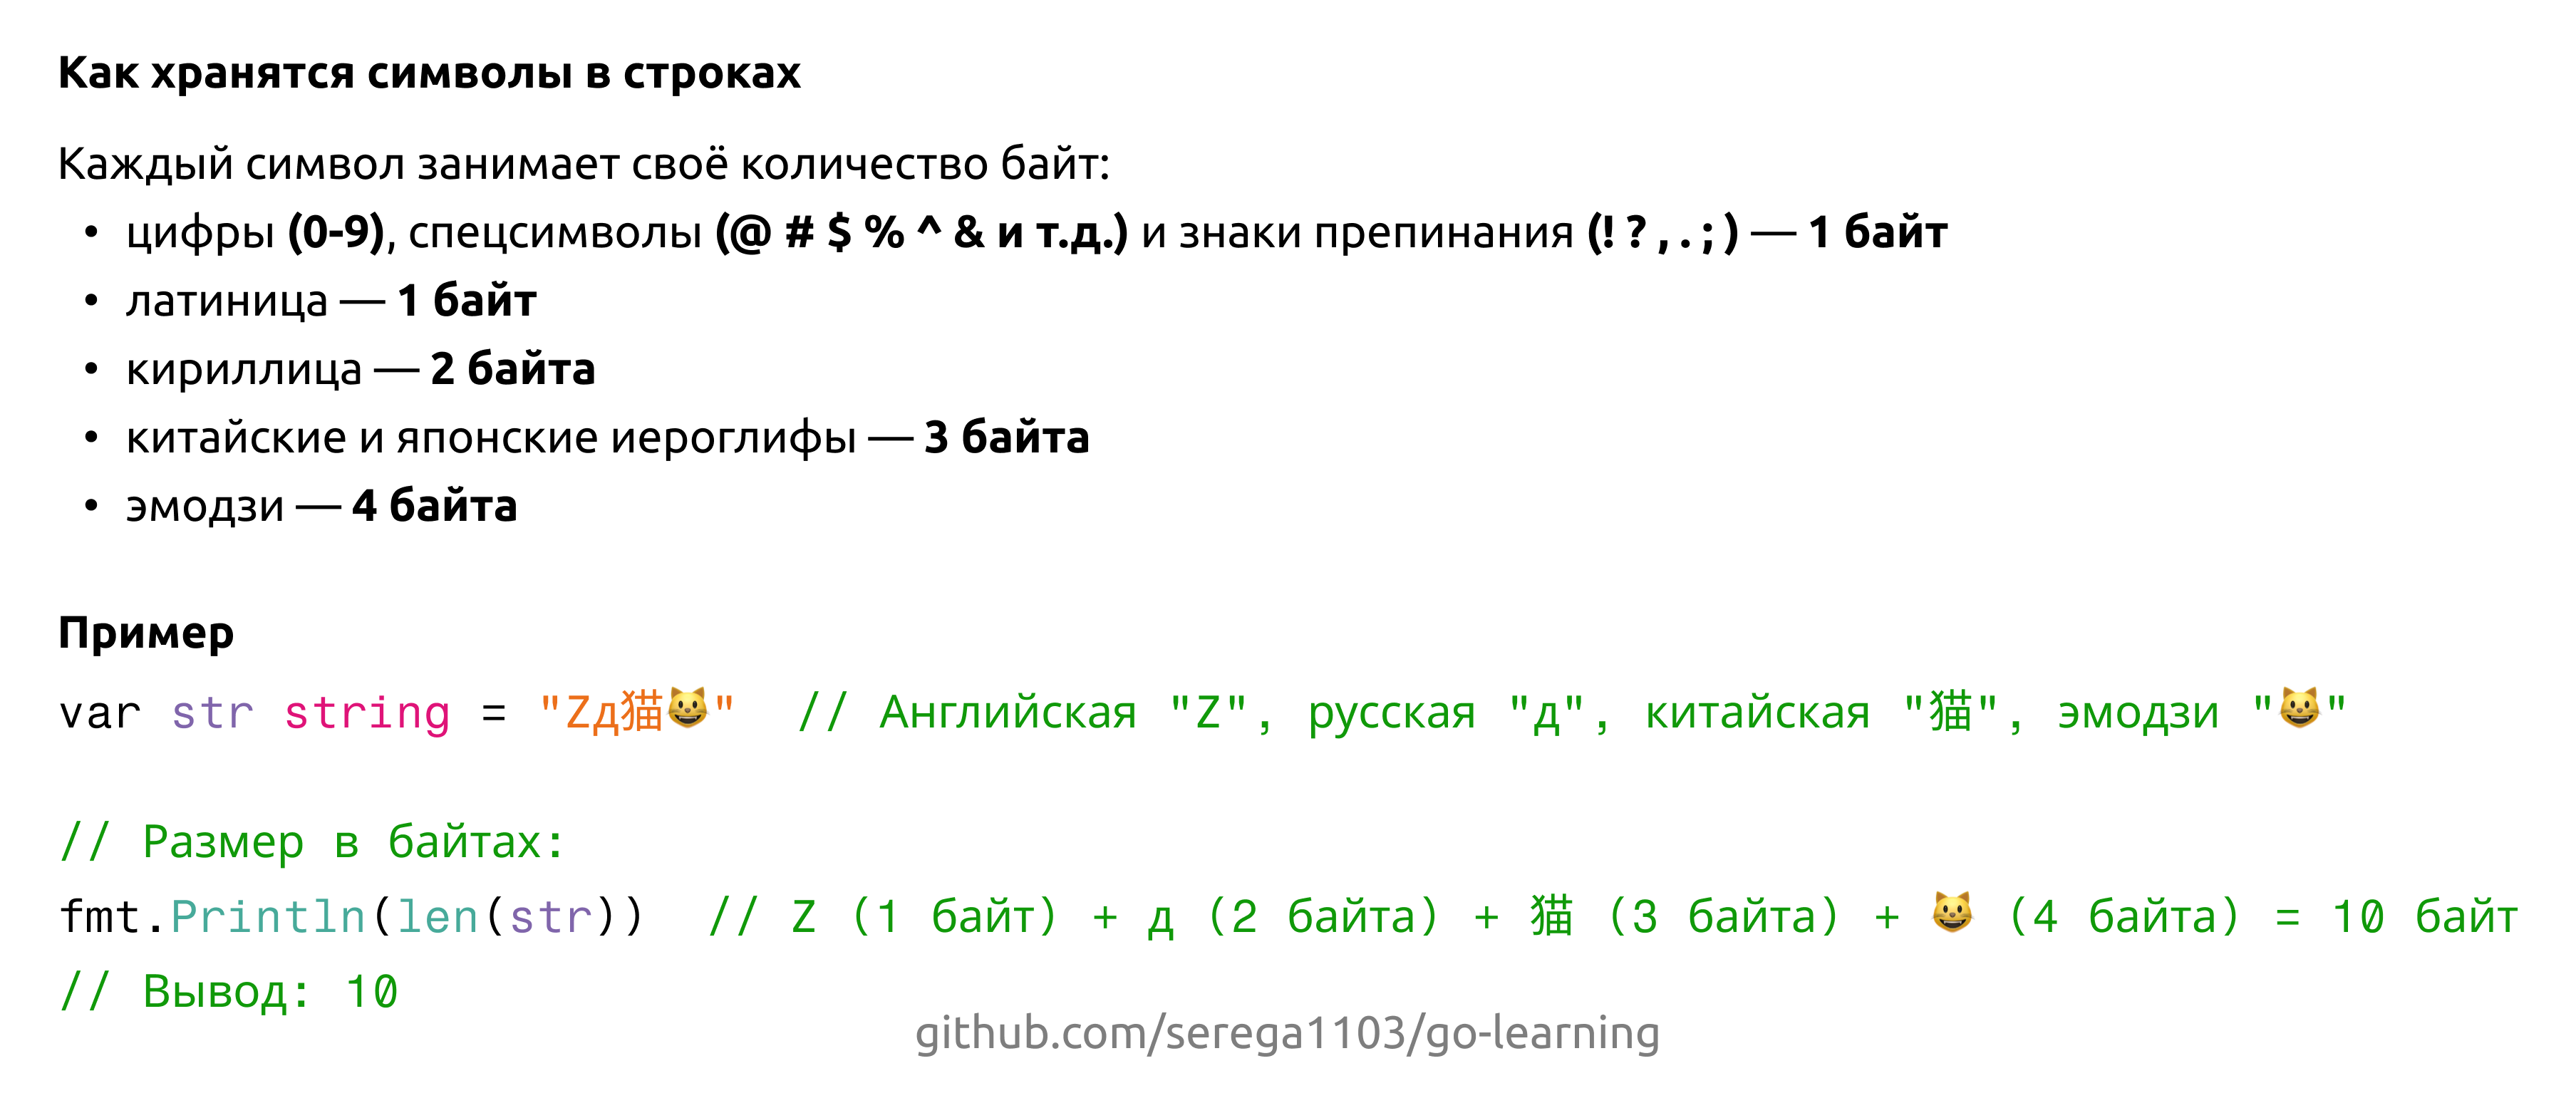 Как хранятся символы в строках
Каждый символ занимает своё количество байт:
• цифры (0-9), спецсимволы (@ # $ % ^ & и т.д.) и знаки препинания (! ? , . ; ) — 1 байт
• латиница — 1 байт
• кириллица — 2 байта
• китайские и японские иероглифы — 3 байта
• эмодзи — 4 байта
Пример
var str string = "Zд猫😺"  // Английская "Z", русская "д", китайская "猫", эмодзи "😺"
// Размер в байтах:
fmt.Println(len(str))  // Z (1 байт) + д (2 байта) + 猫 (3 байта) + 😺 (4 байта) = 10 байт
// Вывод: 10
github.com/serega1103/go-learning